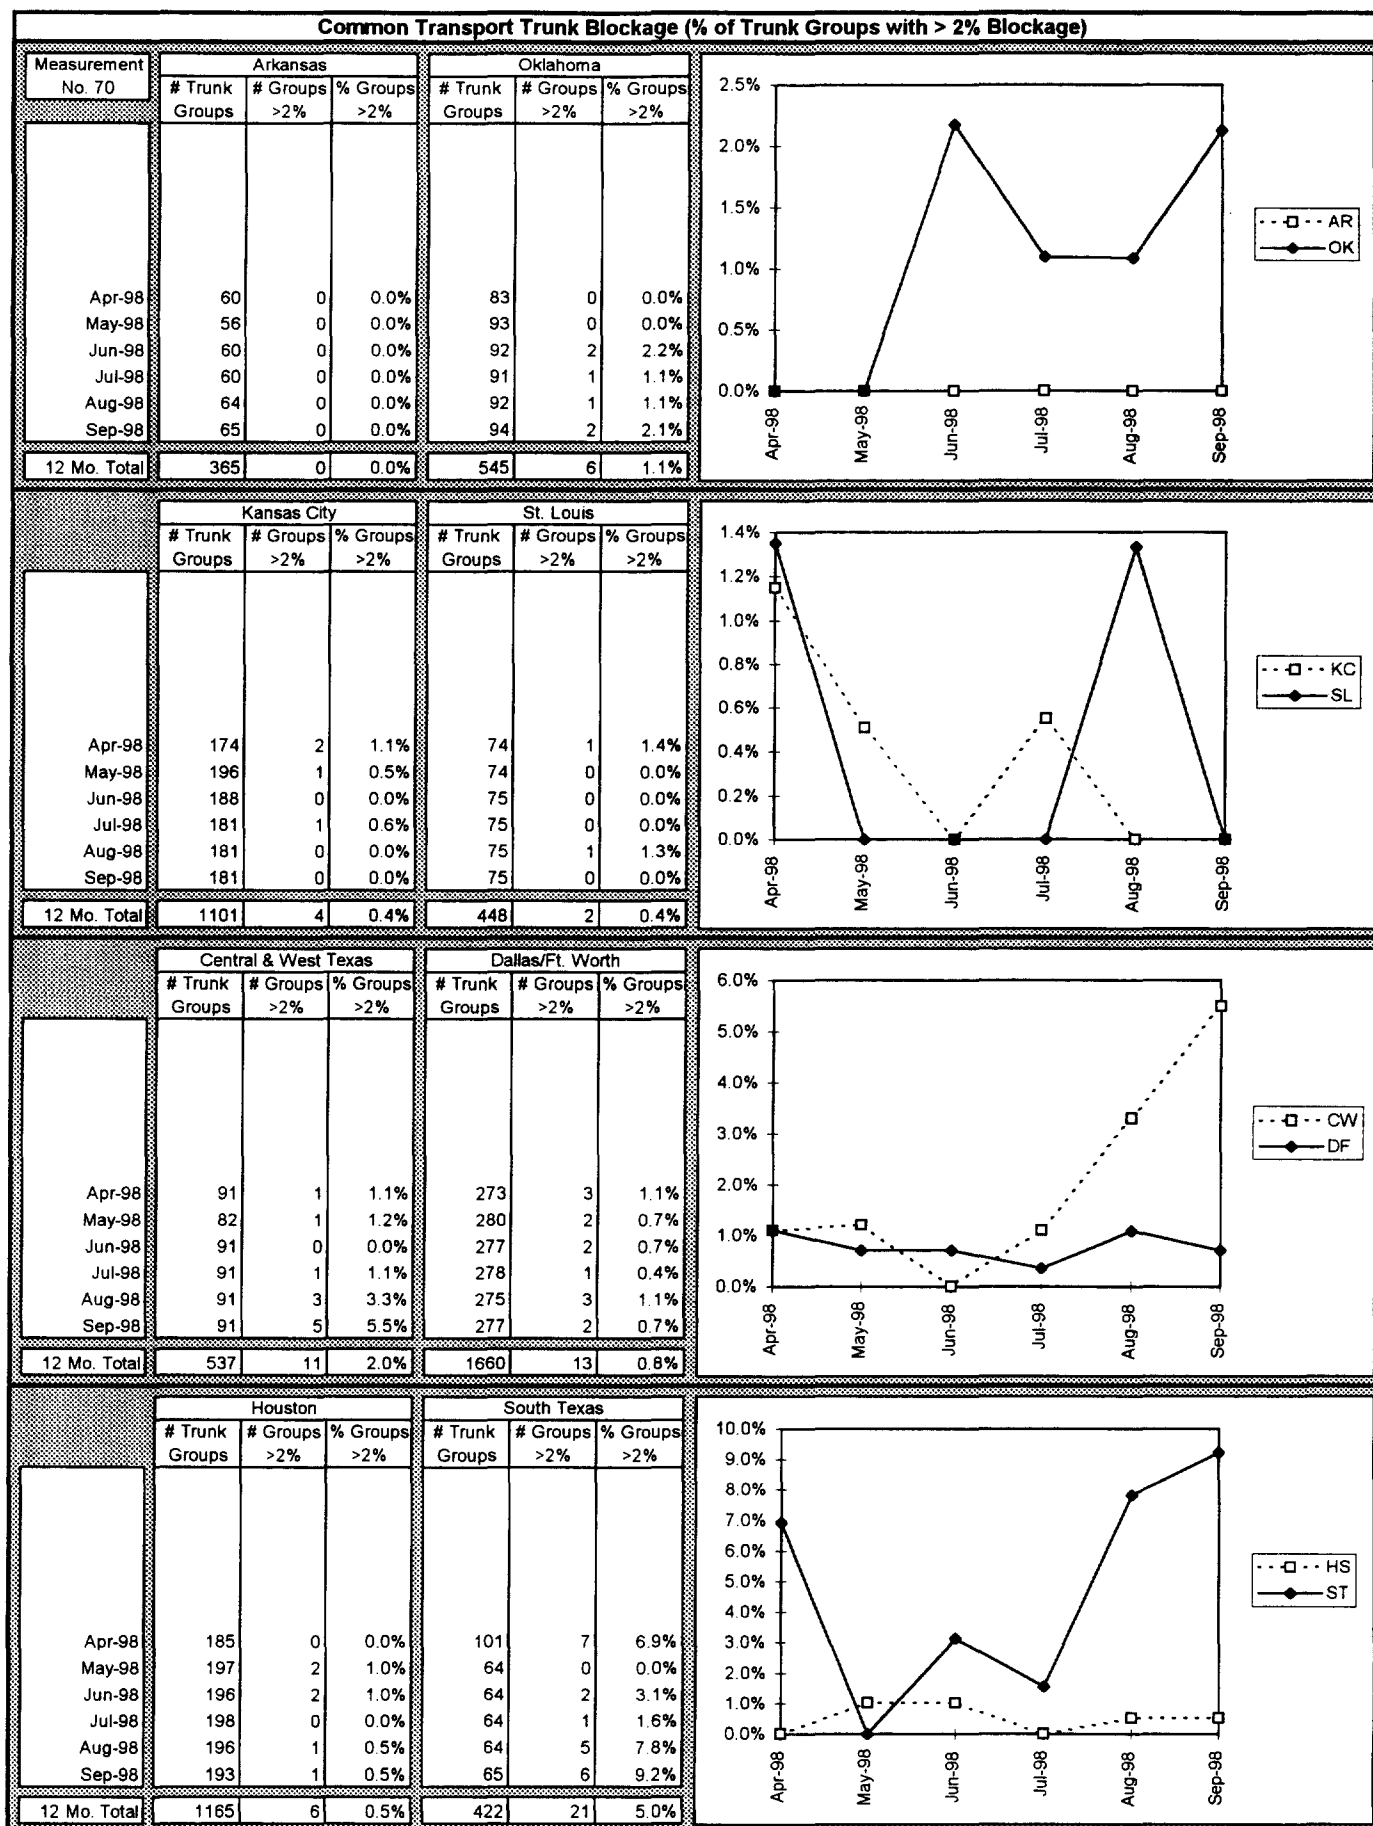 Common Transport Trunk Blockage (% of Trunk Groups with > 2% Blockage)
Measurement No. 70
Arkansas Oklahoma
# Trunk Groups # Groups >2% % Groups >2% # Trunk Groups # Groups >2% % Groups >2%
Apr-98 60 0 0.0% 83 0 0.0%
May-98 56 0 0.0% 93 0 0.0%
Jun-98 60 0 0.0% 92 2 2.2%
Jul-98 60 0 0.0% 91 1 1.1%
Aug-98 64 0 0.0% 92 1 1.1%
Sep-98 65 0 0.0% 94 2 2.1%
12 Mo. Total 365 0 0.0% 545 6 1.1%
2.5%
2.0%
1.5%
1.0%
0.5%
0.0%
Apr-98 May-98 Jun-98 Jul-98 Aug-98 Sep-98
AR
OK
Kansas City St. Louis
# Trunk Groups # Groups >2% % Groups >2% # Trunk Groups # Groups >2% % Groups >2%
Apr-98 174 2 1.1% 74 1 1.4%
May-98 196 1 0.5% 74 0 0.0%
Jun-98 188 0 0.0% 75 0 0.0%
Jul-98 181 1 0.6% 75 0 0.0%
Aug-98 181 0 0.0% 75 1 1.3%
Sep-98 181 0 0.0% 75 0 0.0%
12 Mo. Total 1101 4 0.4% 448 2 0.4%
1.4%
1.2%
1.0%
0.8%
0.6%
0.4%
0.2%
0.0%
Apr-98 May-98 Jun-98 Jul-98 Aug-98 Sep-98
KC
SL
Central & West Texas Dallas/Ft. Worth
# Trunk Groups # Groups >2% % Groups >2% # Trunk Groups # Groups >2% % Groups >2%
Apr-98 91 1 1.1% 273 3 1.1%
May-98 82 1 1.2% 280 2 0.7%
Jun-98 91 0 0.0% 277 2 0.7%
Jul-98 91 1 1.1% 278 1 0.4%
Aug-98 91 3 3.3% 275 3 1.1%
Sep-98 91 5 5.5% 277 2 0.7%
12 Mo. Total 537 11 2.0% 1660 13 0.8%
6.0%
5.0%
4.0%
3.0%
2.0%
1.0%
0.0%
Apr-98 May-98 Jun-98 Jul-98 Aug-98 Sep-98
CW
DF
Houston South Texas
# Trunk Groups # Groups >2% % Groups >2% # Trunk Groups # Groups >2% % Groups >2%
Apr-98 185 0 0.0% 101 7 6.9%
May-98 197 2 1.0% 64 0 0.0%
Jun-98 196 2 1.0% 64 2 3.1%
Jul-98 198 0 0.0% 64 1 1.6%
Aug-98 196 1 0.5% 64 5 7.8%
Sep-98 193 1 0.5% 65 6 9.2%
12 Mo. Total 1165 6 0.5% 422 21 5.0%
10.0%
9.0%
8.0%
7.0%
6.0%
5.0%
4.0%
3.0%
2.0%
1.0%
0.0%
Apr-98 May-98 Jun-98 Jul-98 Aug-98 Sep-98
HS
ST